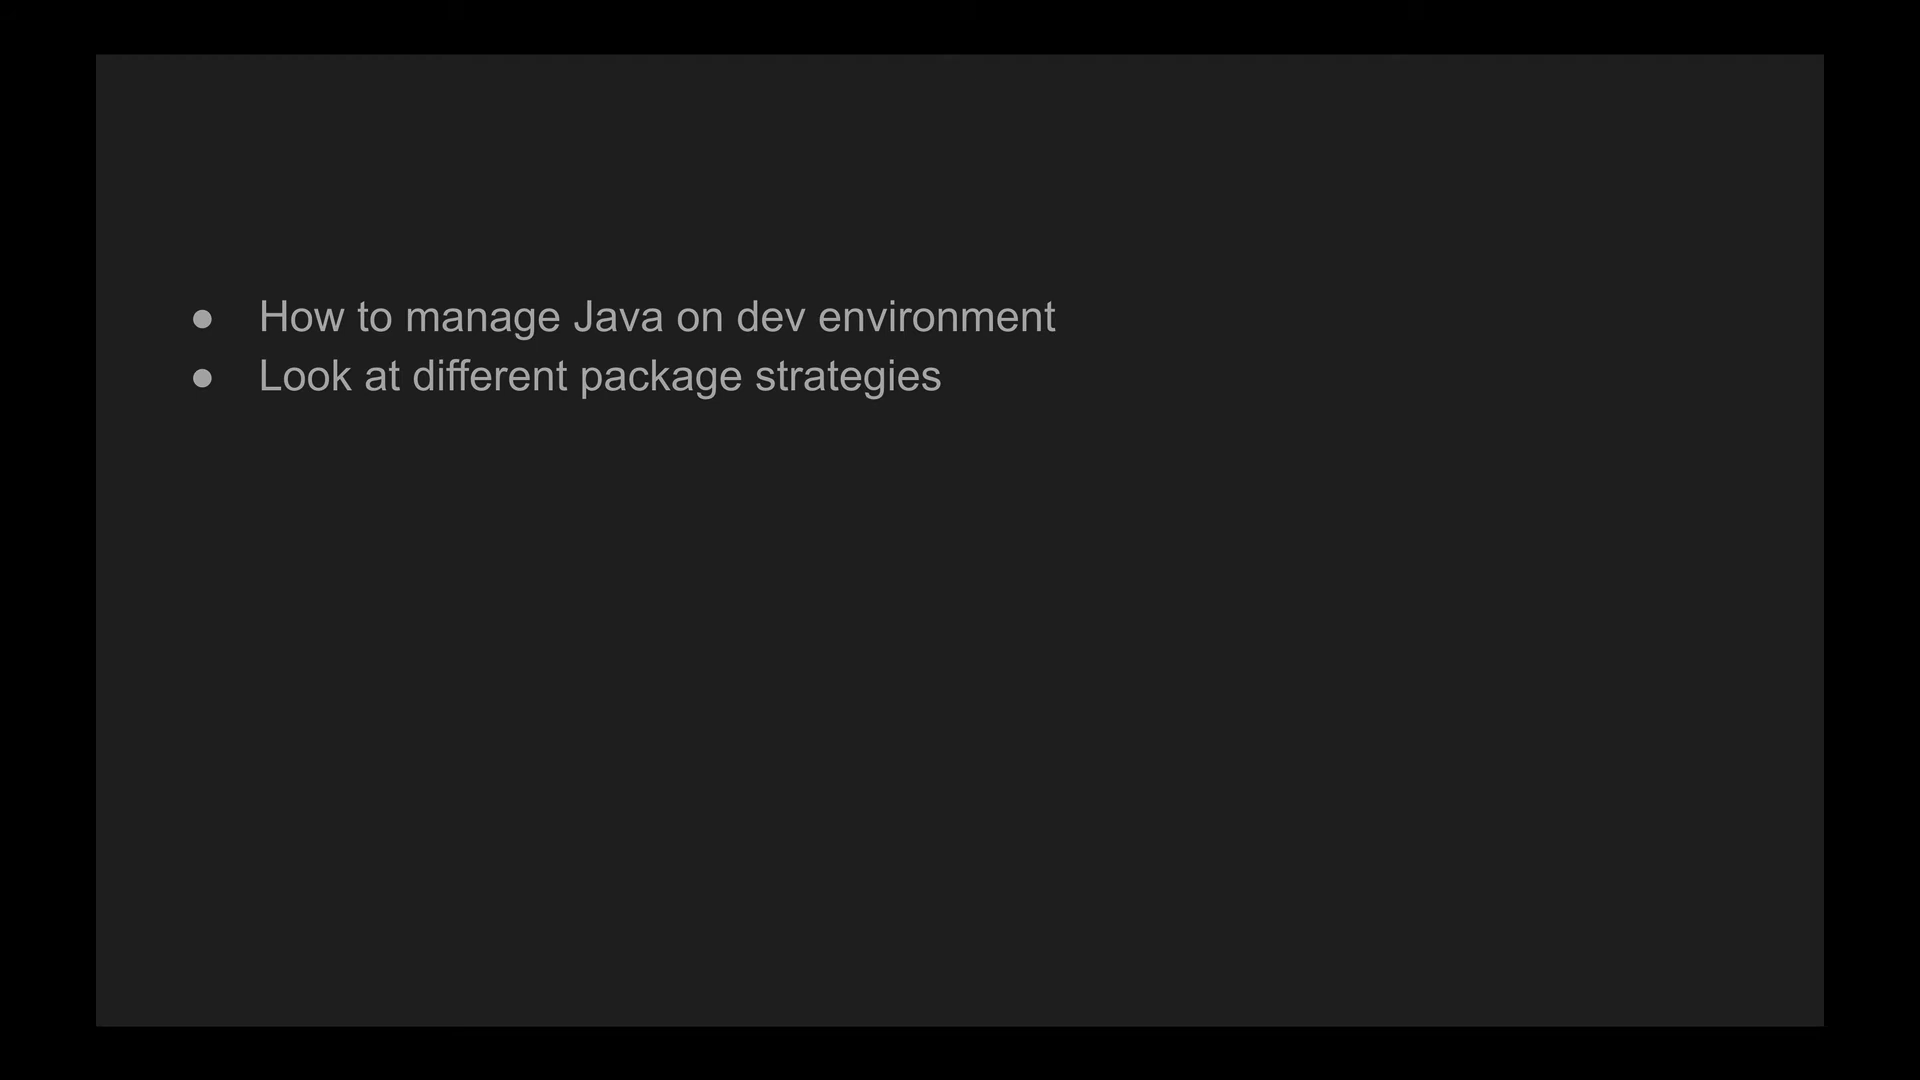 ● How to manage Java on dev environment
● Look at different package strategies